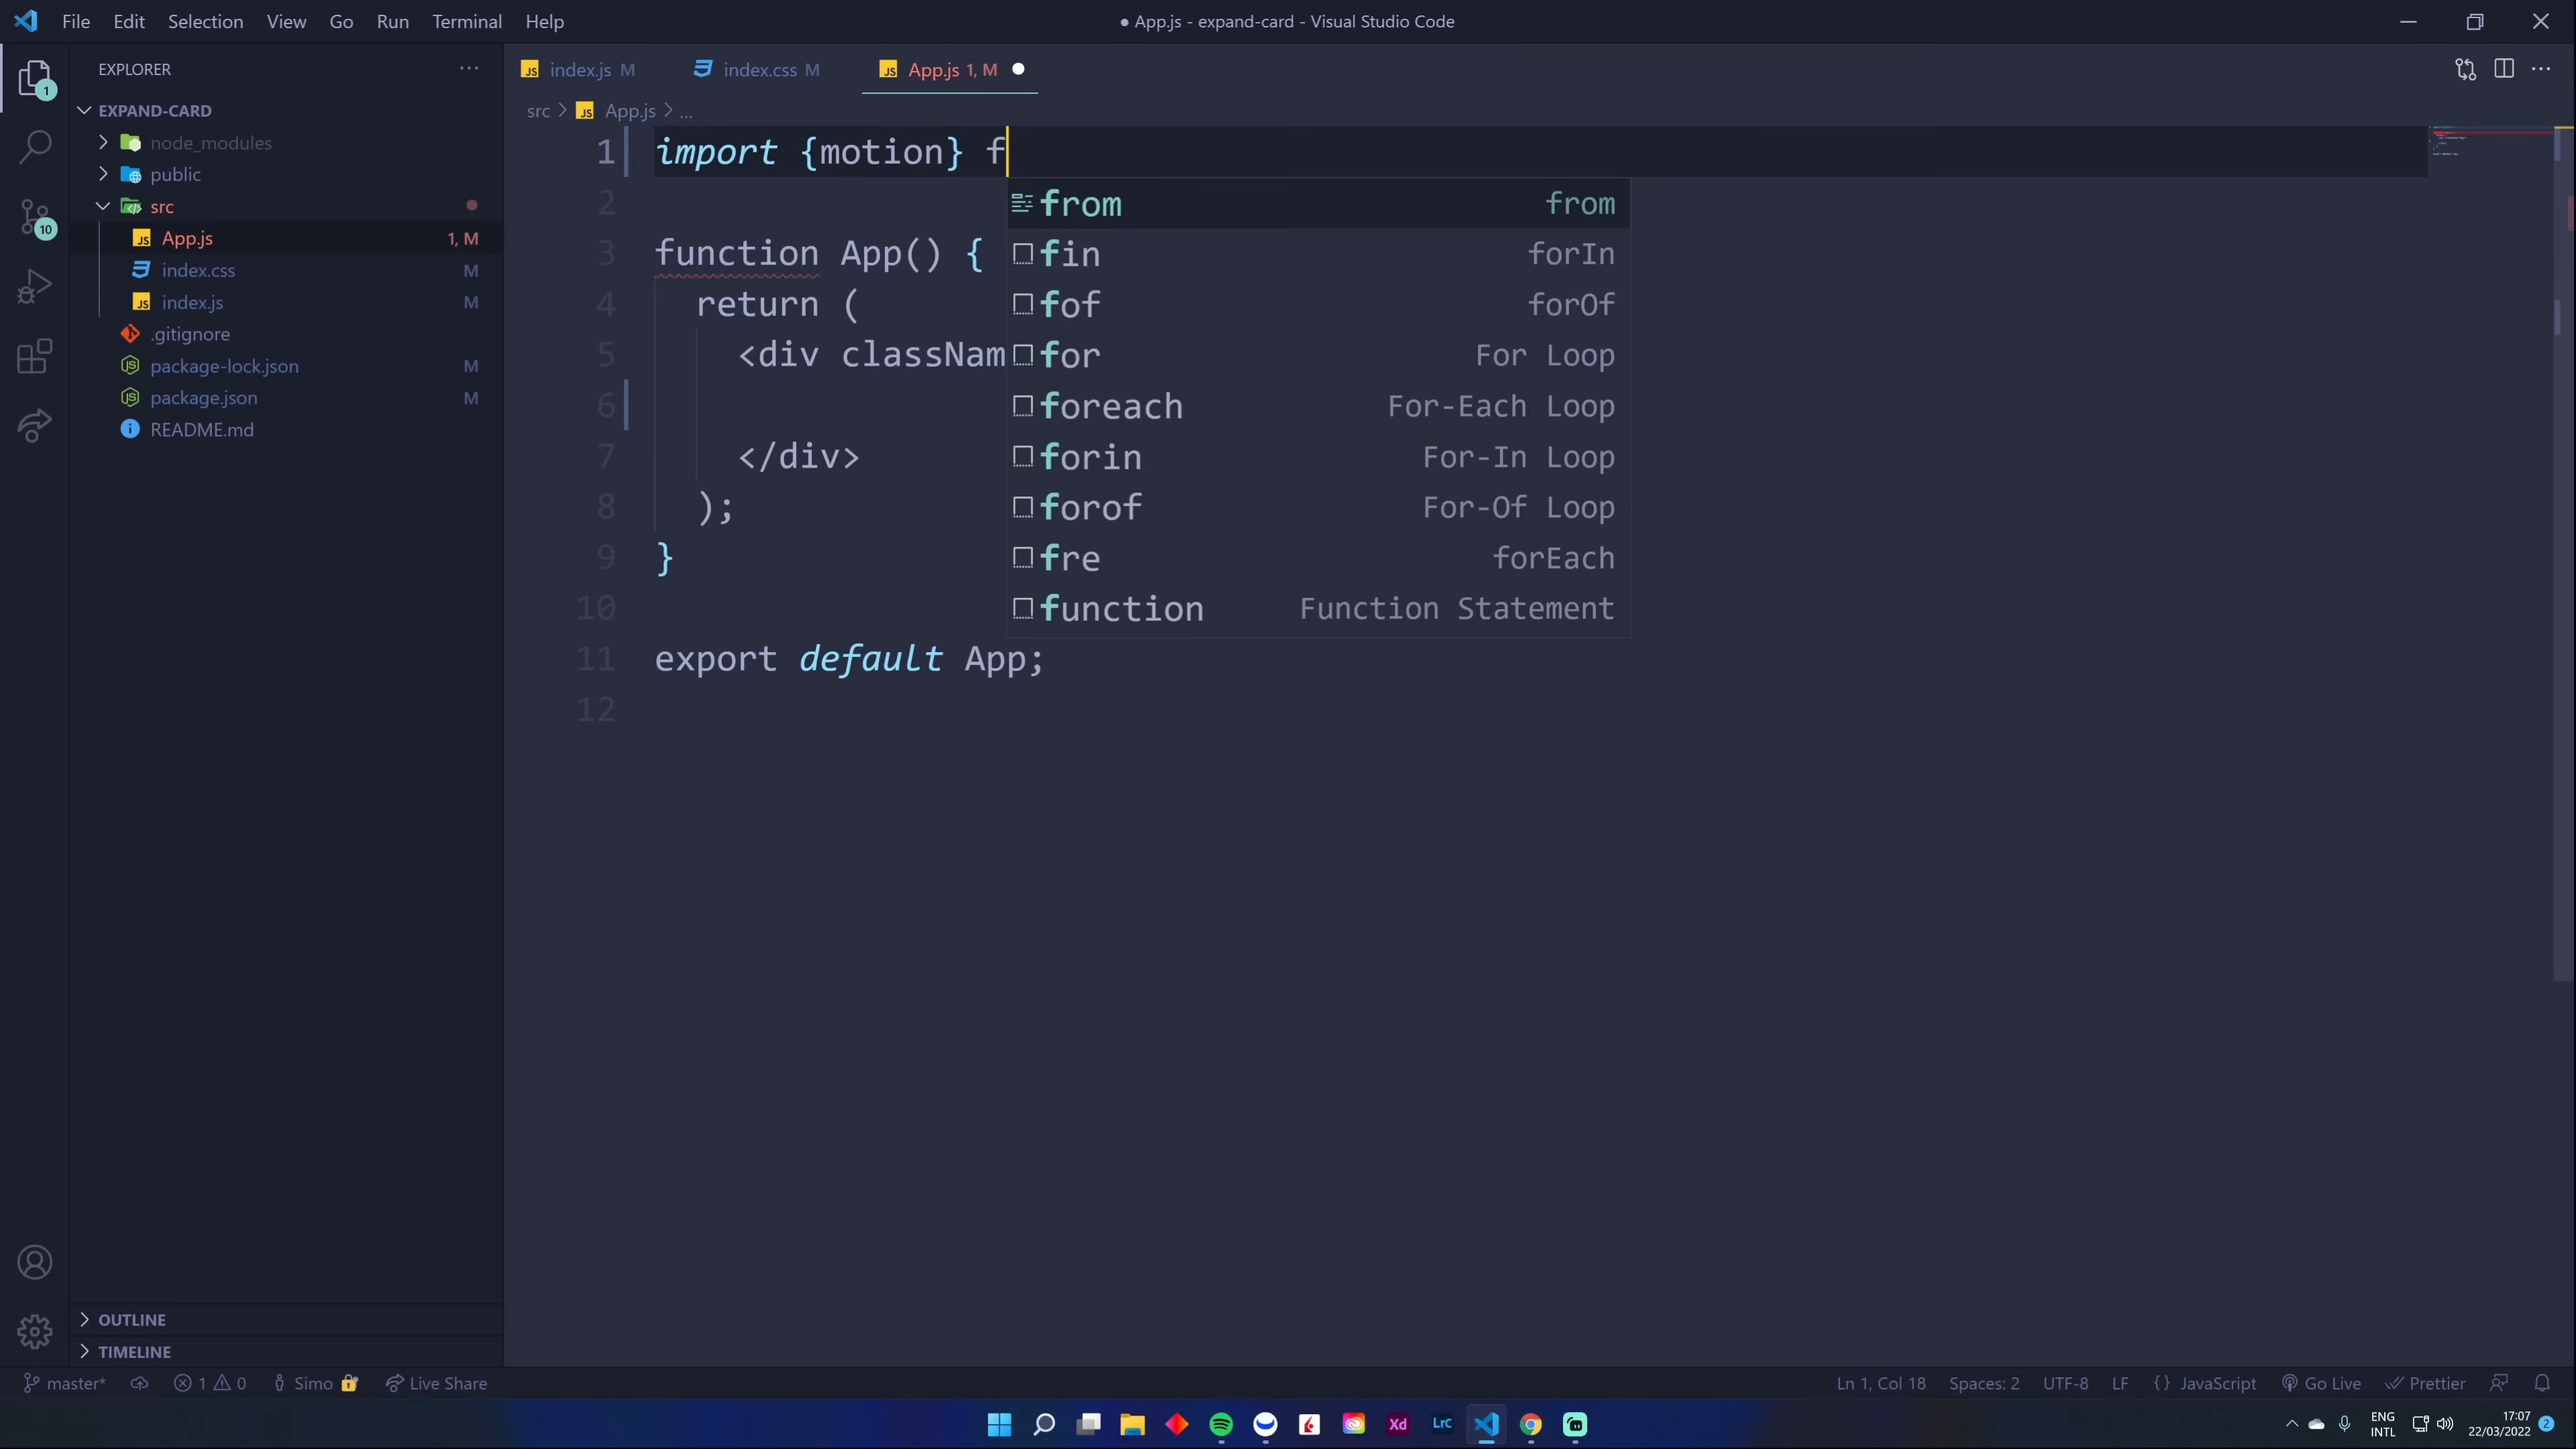 File Edit Selection View Go Run Terminal Help
● App.js - expand-card - Visual Studio Code
EXPLORER
EXPAND-CARD
node_modules
public
src
App.js 1, M
index.css M
index.js M
.gitignore
package-lock.json M
package.json M
README.md
OUTLINE
TIMELINE
1
10
index.js M
index.css M
App.js 1, M
src > App.js > ...
1 import {motion} f
2
3 function App() {
4 return (
5 <div classNam
6
7 </div>
8 );
9 }
10
11 export default App;
12
from from
fin forIn
fof forOf
for For Loop
foreach For-Each Loop
forin For-In Loop
forof For-Of Loop
fre forEach
function Function Statement
master* 1 0 Simo Live Share
Ln 1, Col 18 Spaces: 2 UTF-8 LF {} JavaScript Go Live Prettier
Xd LrC
ENG
INTL
17:07
22/03/2022
2